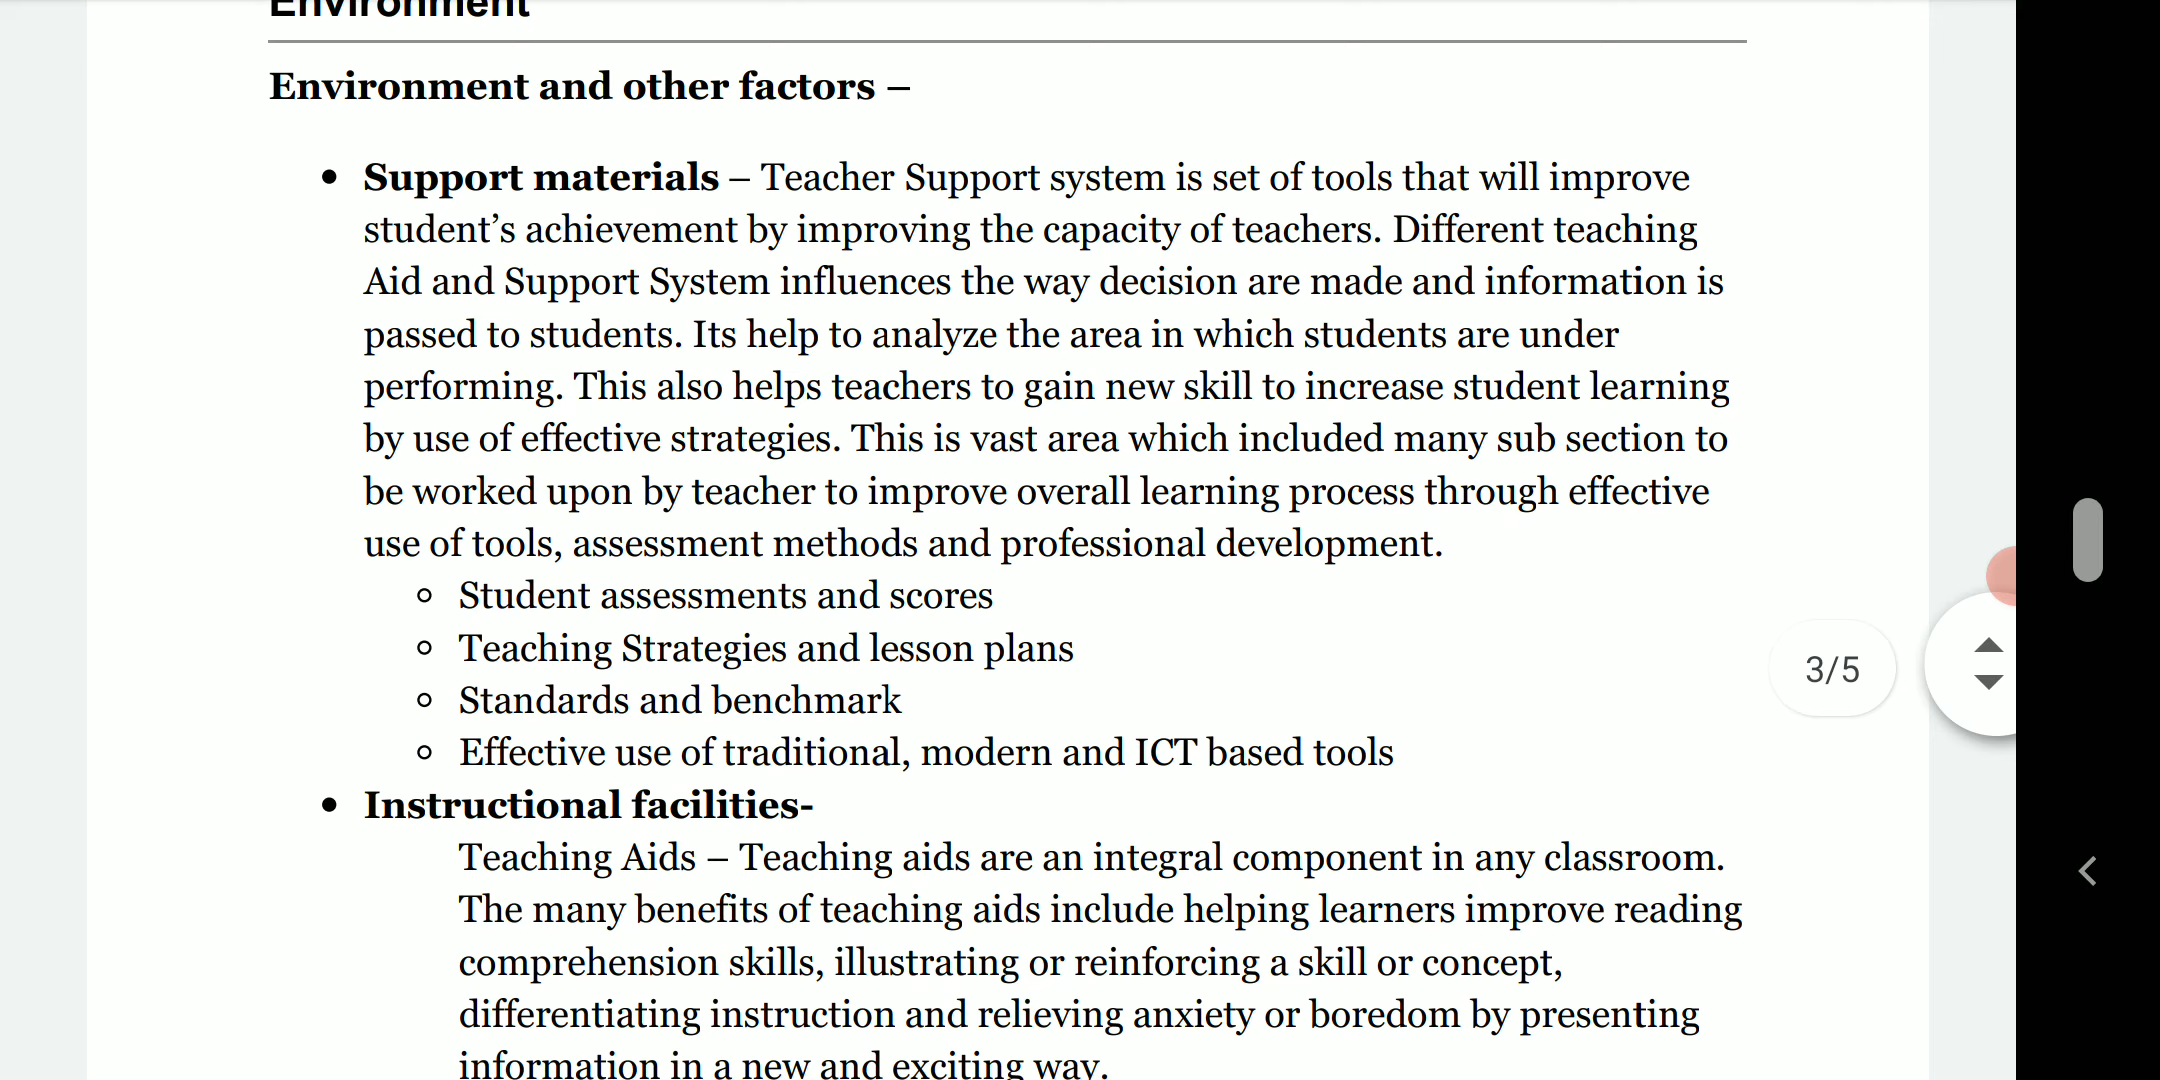 Environment
Environment and other factors –
• Support materials – Teacher Support system is set of tools that will improve
student’s achievement by improving the capacity of teachers. Different teaching
Aid and Support System influences the way decision are made and information is
passed to students. Its help to analyze the area in which students are under
performing. This also helps teachers to gain new skill to increase student learning
by use of effective strategies. This is vast area which included many sub section to
be worked upon by teacher to improve overall learning process through effective
use of tools, assessment methods and professional development.
○ Student assessments and scores
○ Teaching Strategies and lesson plans
○ Standards and benchmark
○ Effective use of traditional, modern and ICT based tools
• Instructional facilities-
Teaching Aids – Teaching aids are an integral component in any classroom.
The many benefits of teaching aids include helping learners improve reading
comprehension skills, illustrating or reinforcing a skill or concept,
differentiating instruction and relieving anxiety or boredom by presenting
information in a new and exciting way.
3/5